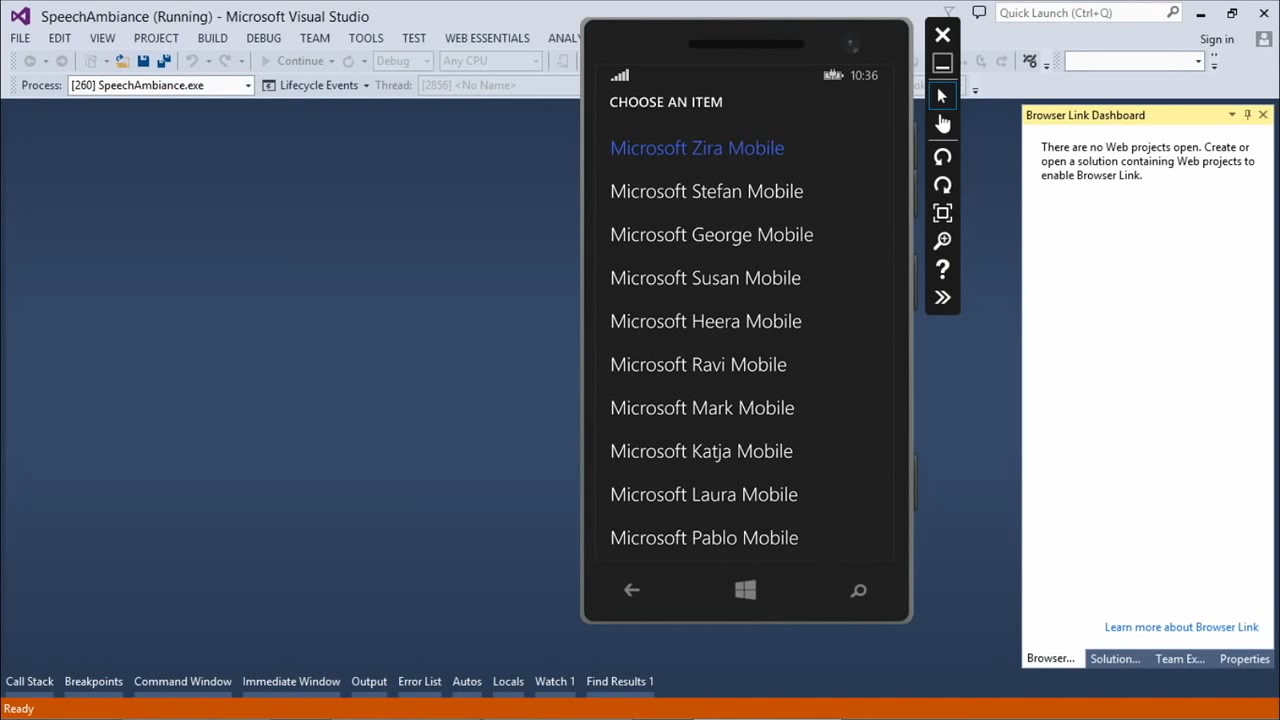 SpeechAmbiance (Running) - Microsoft Visual Studio
Quick Launch (Ctrl+Q)
FILE EDIT VIEW PROJECT BUILD DEBUG TEAM TOOLS TEST WEB ESSENTIALS
Sign in
Continue Debug Any CPU
Process: [260] SpeechAmbiance.exe Lifecycle Events Thread: [2856] <No Name>
10:36
CHOOSE AN ITEM
Microsoft Zira Mobile
Microsoft Stefan Mobile
Microsoft George Mobile
Microsoft Susan Mobile
Microsoft Heera Mobile
Microsoft Ravi Mobile
Microsoft Mark Mobile
Microsoft Katja Mobile
Microsoft Laura Mobile
Microsoft Pablo Mobile
Browser Link Dashboard
There are no Web projects open. Create or
open a solution containing Web projects to
enable Browser Link.
Learn more about Browser Link
Browser... Solution... Team Ex... Properties
Call Stack Breakpoints Command Window Immediate Window Output Error List Autos Locals Watch 1 Find Results 1
Ready